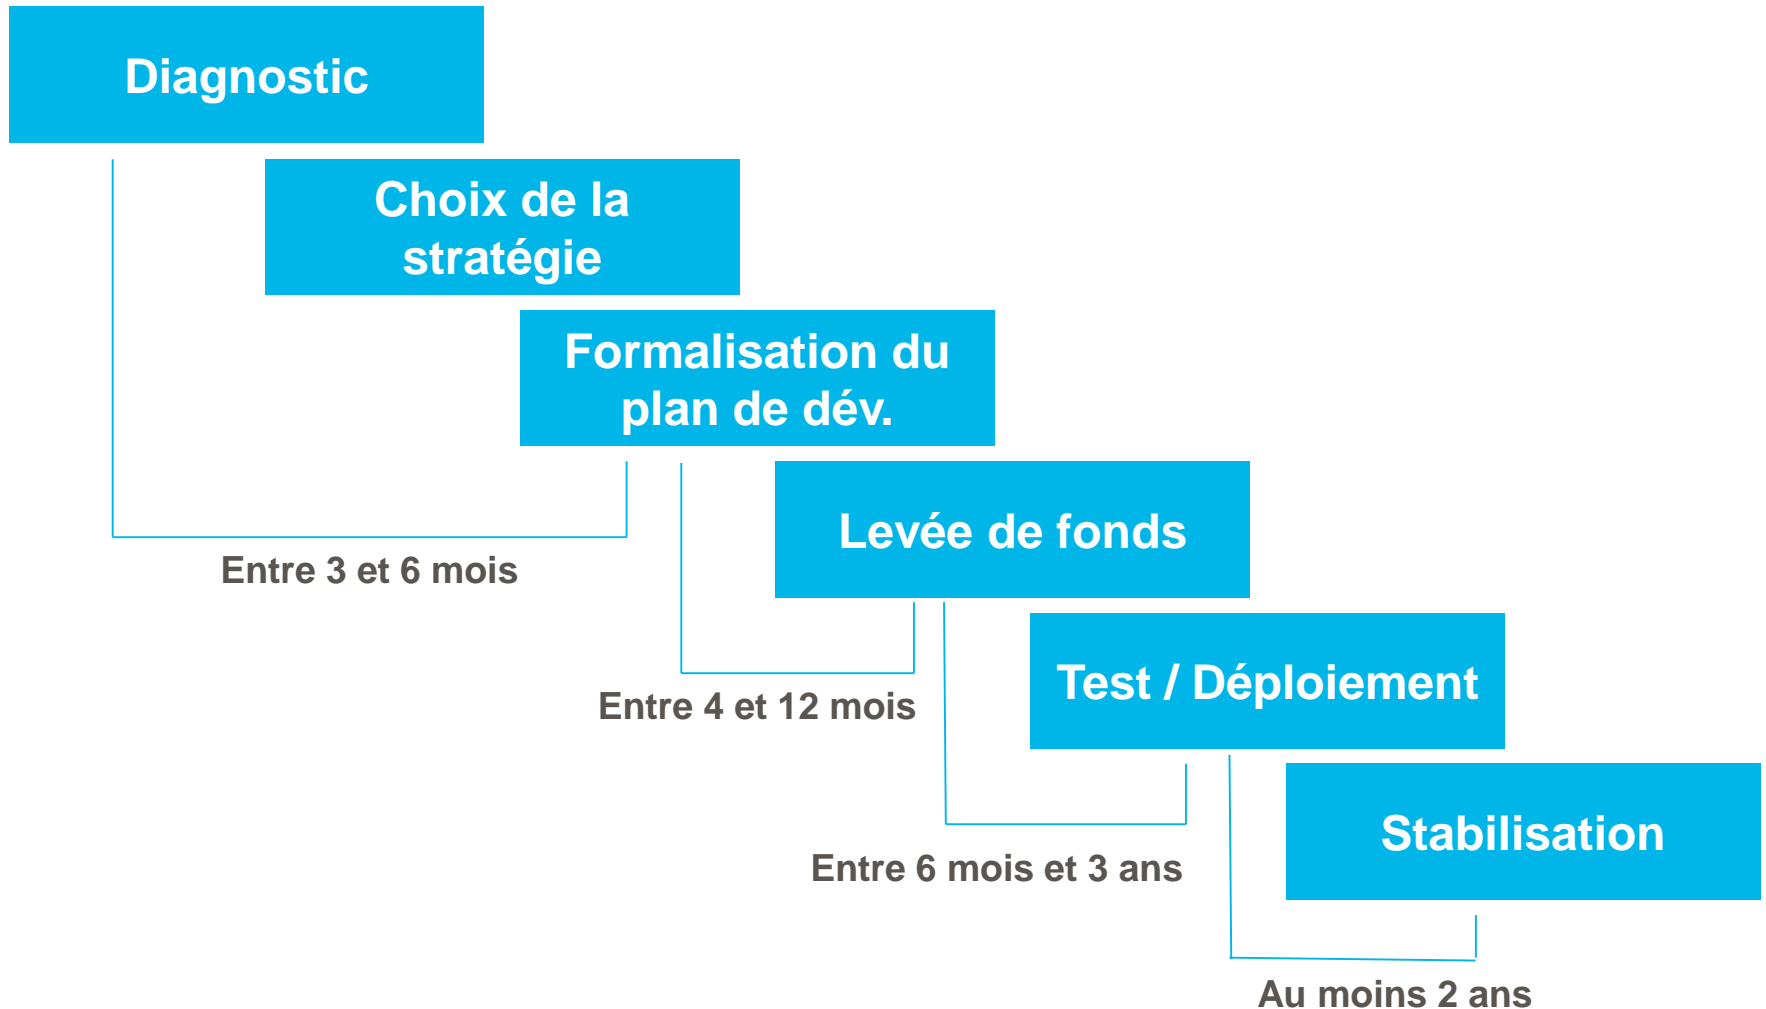 Diagnostic
Choix de la
stratégie
Formalisation du
plan de dév.
Levée de fonds
Entre 3 et 6 mois
Test / Déploiement
Entre 4 et 12 mois
Stabilisation
Entre 6 mois et 3 ans
Au moins 2 ans